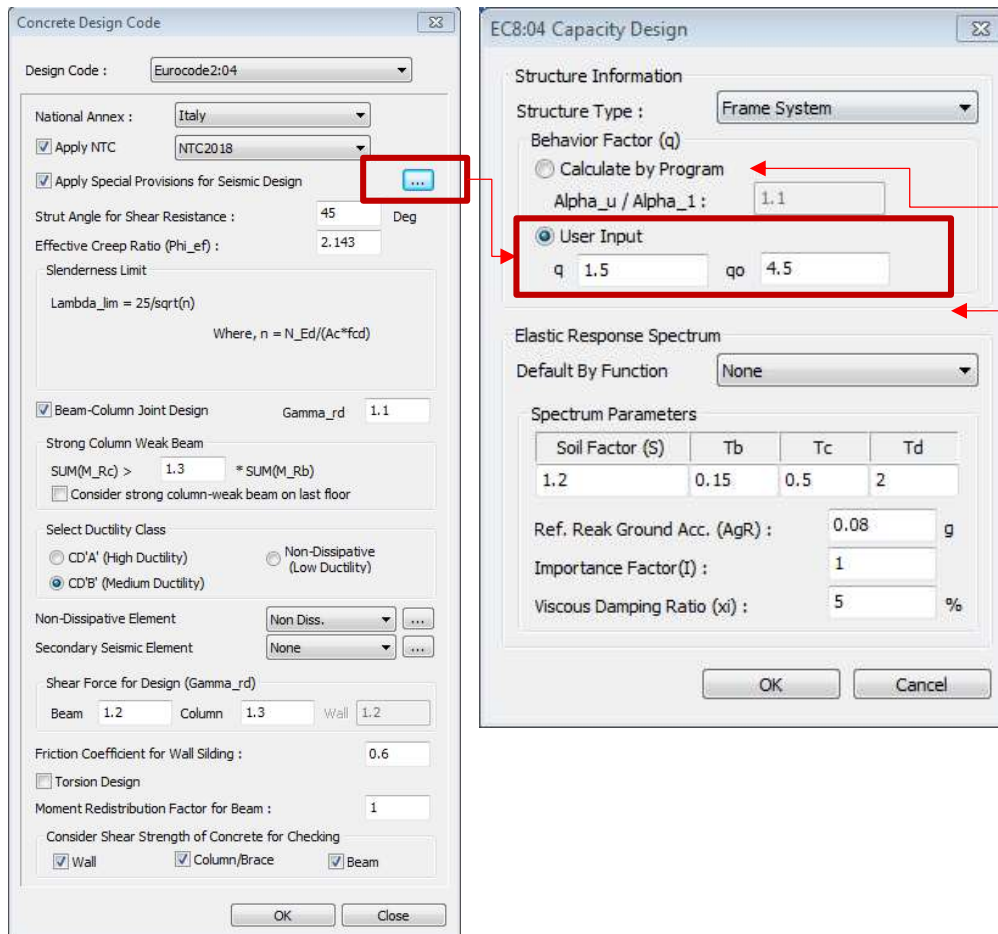 Concrete Design Code
Design Code : Eurocode2:04
National Annex : Italy
Apply NTC NTC2018
Apply Special Provisions for Seismic Design ...
Strut Angle for Shear Resistance : 45 Deg
Effective Creep Ratio (Phi_ef) : 2.143
Slenderness Limit
Lambda_lim = 25/sqrt(n)
Where, n = N_Ed/(Ac*fcd)
Beam-Column Joint Design Gamma_rd 1.1
Strong Column Weak Beam
SUM(M_Rc) > 1.3 * SUM(M_Rb)
Consider strong column-weak beam on last floor
Select Ductility Class
CD'A' (High Ductility) Non-Dissipative
(Low Ductility)
CD'B' (Medium Ductility)
Non-Dissipative Element Non Diss. ...
Secondary Seismic Element None ...
Shear Force for Design (Gamma_rd)
Beam 1.2 Column 1.3 Wall 1.2
Friction Coefficient for Wall Silding : 0.6
Torsion Design
Moment Redistribution Factor for Beam : 1
Consider Shear Strength of Concrete for Checking
Wall Column/Brace Beam
OK Close
EC8:04 Capacity Design
Structure Information
Structure Type : Frame System
Behavior Factor (q)
Calculate by Program
Alpha_u / Alpha_1 : 1.1
User Input
q 1.5 qo 4.5
Elastic Response Spectrum
Default By Function None
Spectrum Parameters
Soil Factor (S) Tb Tc Td
1.2 0.15 0.5 2
Ref. Reak Ground Acc. (AgR) : 0.08 g
Importance Factor(I) : 1
Viscous Damping Ratio (xi) : 5 %
OK Cancel